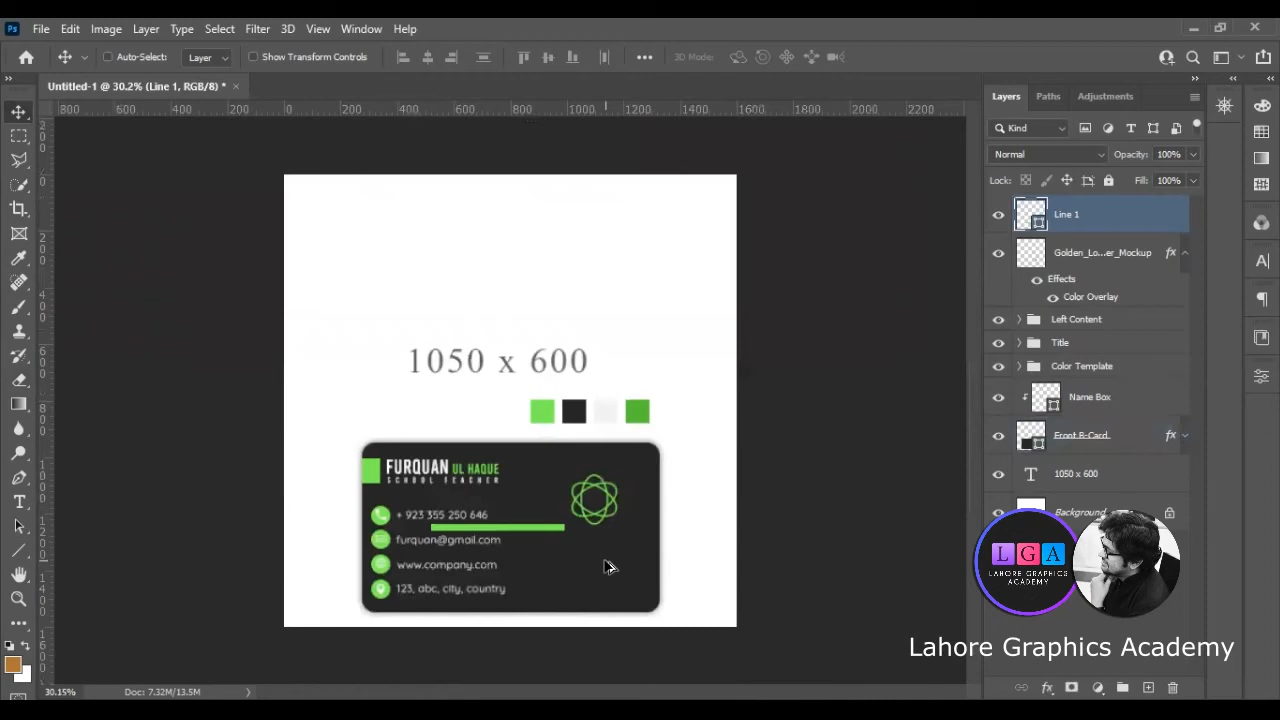 Ps File Edit Image Layer Type Select Filter 3D View Window Help
Auto-Select: Layer Show Transform Controls 3D Mode:
Untitled-1 @ 30.2% (Line 1, RGB/8) *
800 600 400 200 0 200 400 600 800 1000 1200 1400 1600 1800 2000 2200
Layers Paths Adjustments
Kind
Normal Opacity: 100%
Lock: Fill: 100%
Line 1
Golden_Lo...er_Mockup fx
Effects
Color Overlay
Left Content
Title
Color Template
Name Box
Front B-Card fx
1050 x 600
Background
1050 x 600
FURQUAN UL HAQUE
SCHOOL TEACHER
+ 923 355 250 646
furquan@gmail.com
www.company.com
123, abc, city, country
LGA
LAHORE GRAPHICS
ACADEMY
Lahore Graphics Academy
30.15% Doc: 7.32M/13.5M